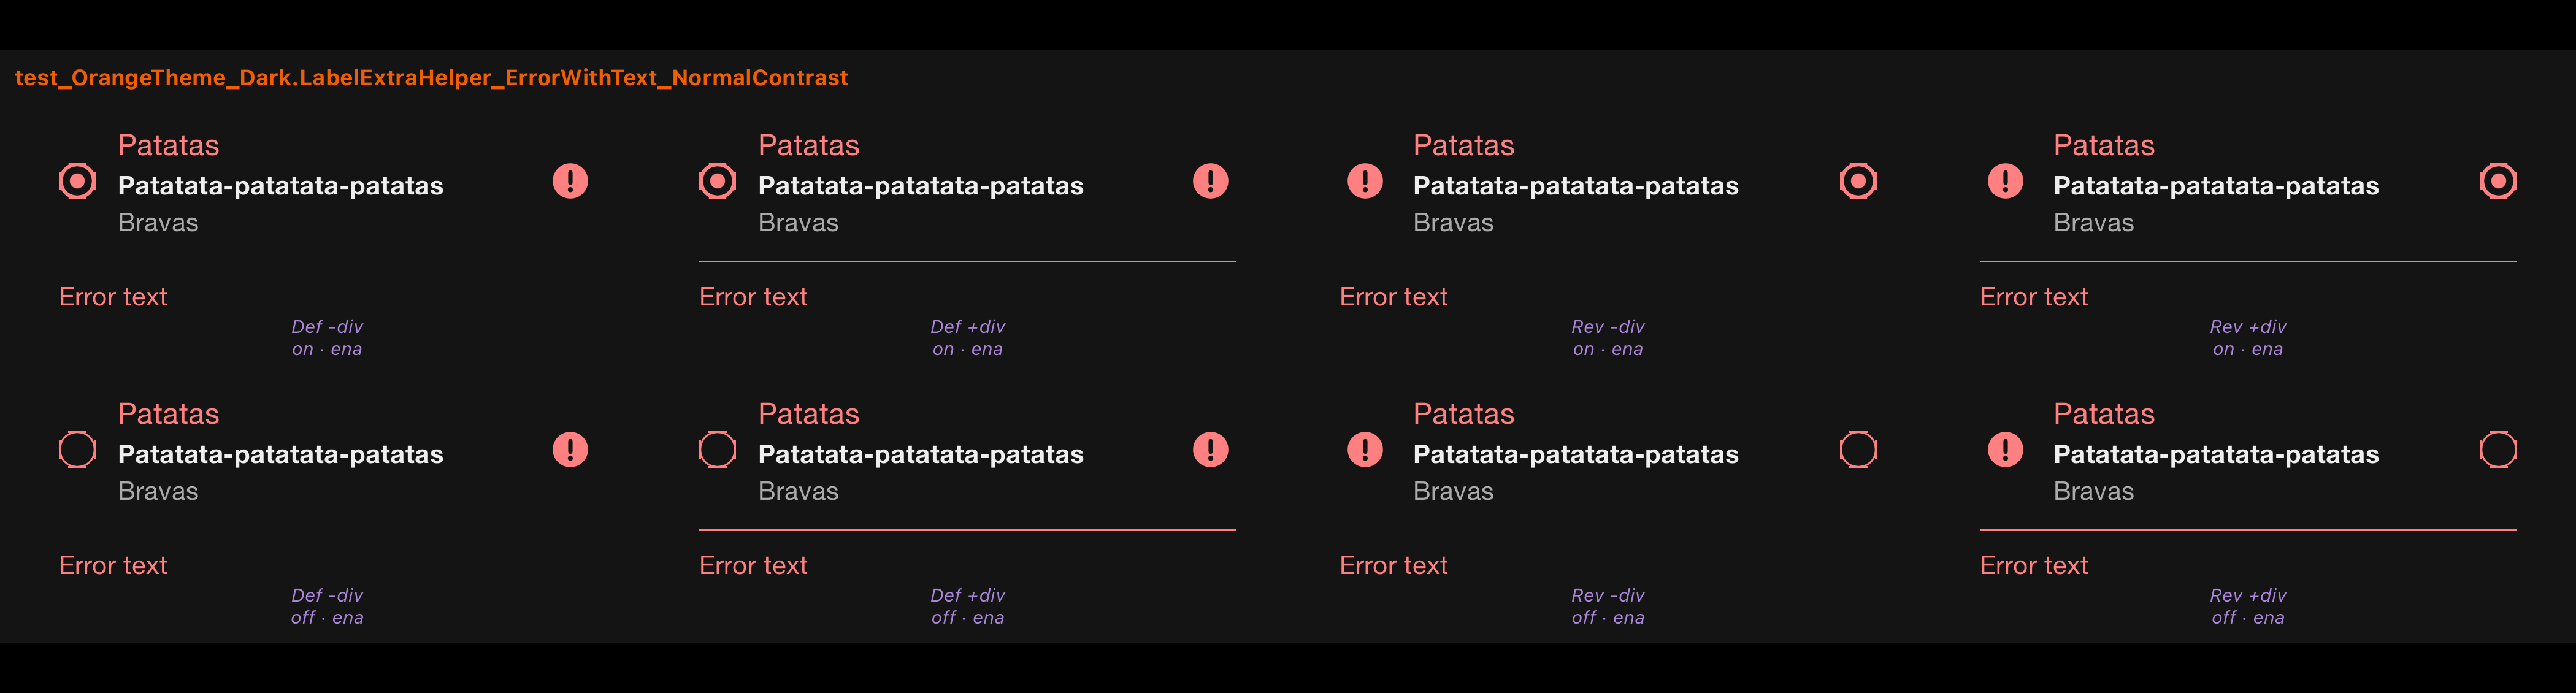 test_OrangeTheme_Dark.LabelExtraHelper_ErrorWithText_NormalContrast
Patatas
Patatata-patatata-patatas
Bravas
Error text
Def -div
on · ena
Patatas
Patatata-patatata-patatas
Bravas
Error text
Def +div
on · ena
Patatas
Patatata-patatata-patatas
Bravas
Error text
Rev -div
on · ena
Patatas
Patatata-patatata-patatas
Bravas
Error text
Rev +div
on · ena
Patatas
Patatata-patatata-patatas
Bravas
Error text
Def -div
off · ena
Patatas
Patatata-patatata-patatas
Bravas
Error text
Def +div
off · ena
Patatas
Patatata-patatata-patatas
Bravas
Error text
Rev -div
off · ena
Patatas
Patatata-patatata-patatas
Bravas
Error text
Rev +div
off · ena